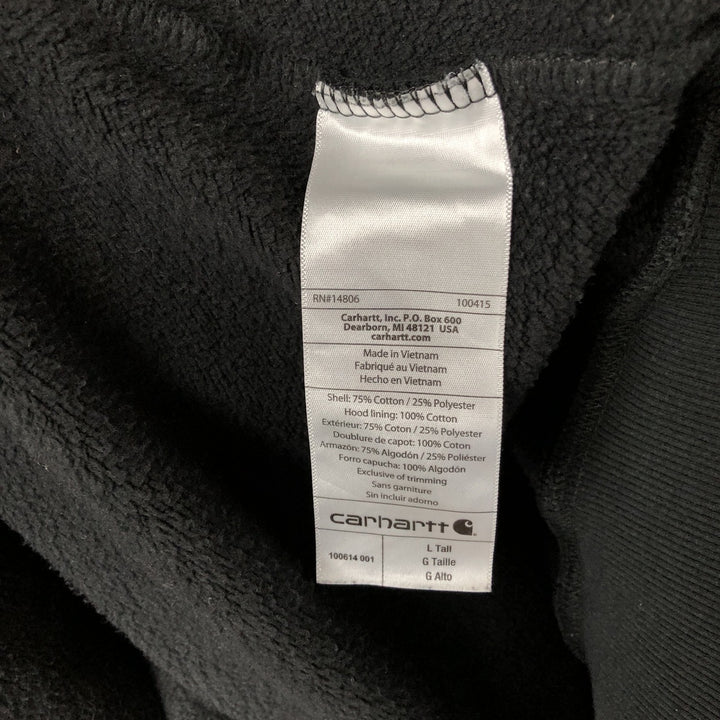 RN#14806 100415
Carhartt, Inc. P.O. Box 600
Dearborn, MI 48121 USA
carhartt.com
Made in Vietnam
Fabriqué au Vietnam
Hecho en Vietnam
Shell: 75% Cotton / 25% Polyester
Hood lining: 100% Cotton
Extérieur: 75% Coton / 25% Polyester
Doublure de capot: 100% Coton
Armazón: 75% Algodón / 25% Poliéster
Forro capucha: 100% Algodón
Exclusive of trimming
Sans garniture
Sin incluir adorno
carhartt
100614 001
L Tall
G Taille
G Alto